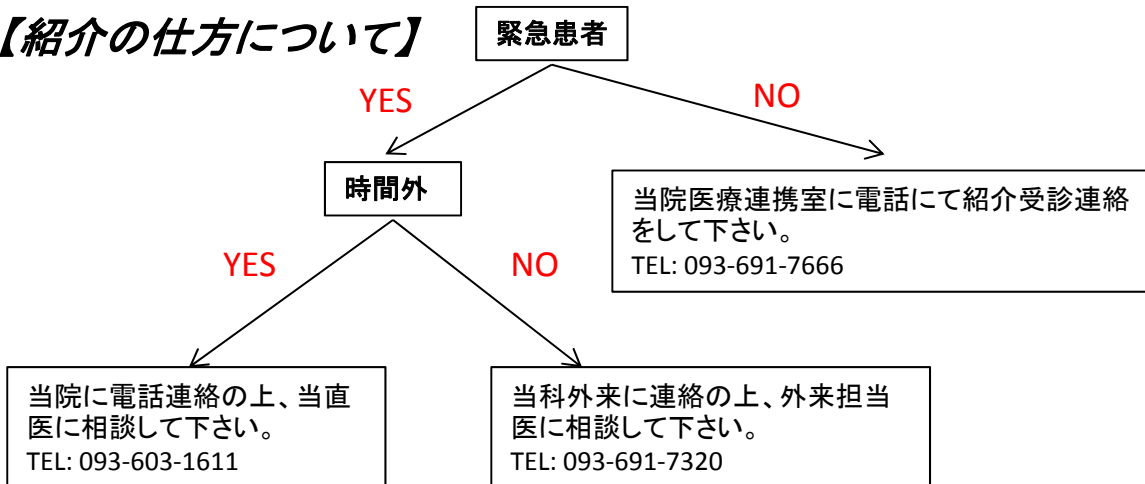 【紹介の仕方について】
緊急患者
YES
NO
時間外
当院医療連携室に電話にて紹介受診連絡
をして下さい。
TEL: 093-691-7666
YES
NO
当院に電話連絡の上、当直
医に相談して下さい。
TEL: 093-603-1611
当科外来に連絡の上、外来担当
医に相談して下さい。
TEL: 093-691-7320